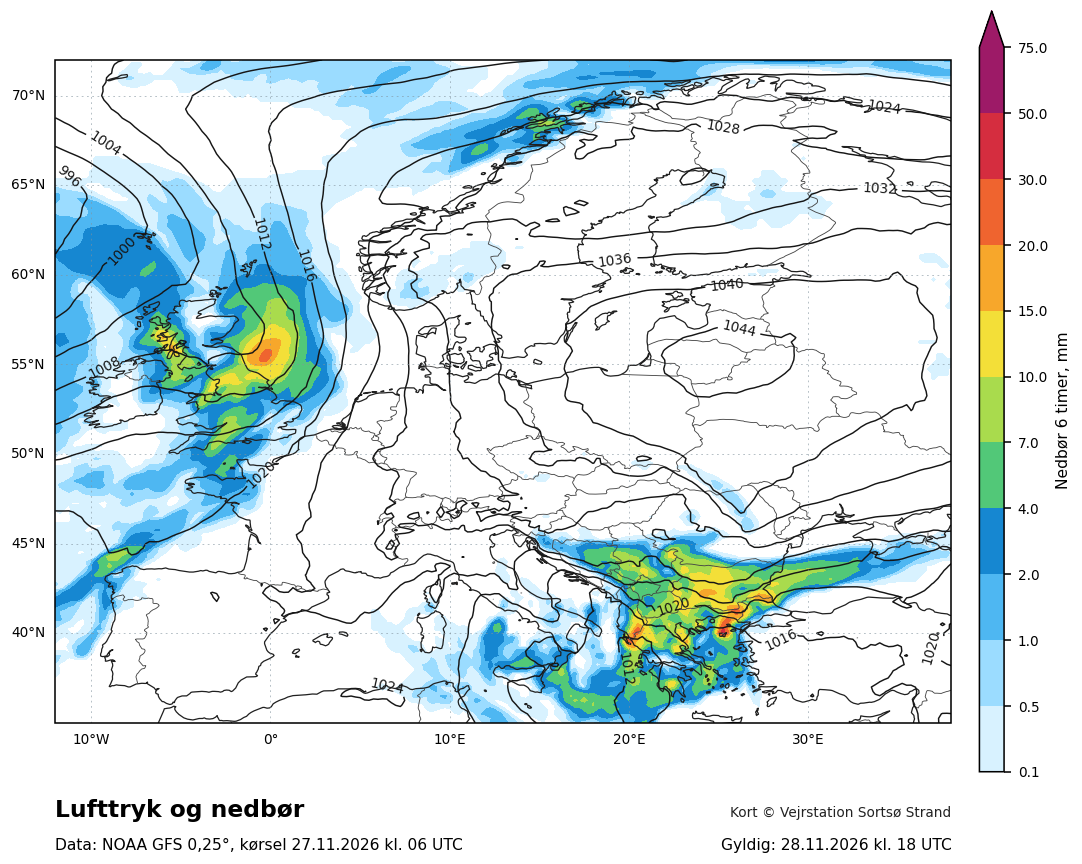 75.0
70°N
1024
1028
50.0
1004
996
65°N
1032
30.0
1012
1000
1016
1036
20.0
60°N
1040
15.0
1044
55°N
1008
10.0
Nedbør 6 timer, mm
7.0
50°N
1020
4.0
45°N
2.0
1020
40°N
1016
1020
1.0
1012
1024
0.5
10°W
0°
10°E
20°E
30°E
0.1
Lufttryk og nedbør
Kort © Vejrstation Sortsø Strand
Data: NOAA GFS 0,25°, kørsel 27.11.2026 kl. 06 UTC
Gyldig: 28.11.2026 kl. 18 UTC